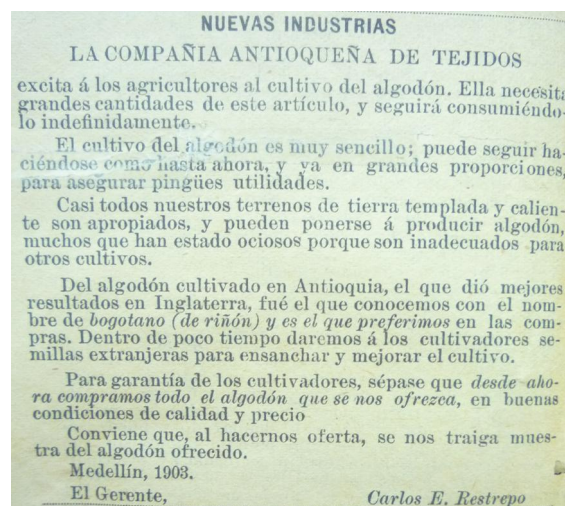 NUEVAS INDUSTRIAS
LA COMPAÑIA ANTIOQUEÑA DE TEJIDOS
excita á los agricultores al cultivo del algodón. Ella necesita
grandes cantidades de este artículo, y seguirá consumiéndo-
lo indefinidamente.
El cultivo del algodón es muy sencillo; puede seguir ha-
ciéndose como hasta ahora, y ya en grandes proporciones,
para asegurar pingües utilidades.
Casi todos nuestros terrenos de tierra templada y calien-
te son apropiados, y pueden ponerse á producir algodón,
muchos que han estado ociosos porque son inadecuados para
otros cultivos.
Del algodón cultivado en Antioquia, el que dió mejores
resultados en Inglaterra, fué el que conocemos con el nom-
bre de bogotano (de riñón) y es el que preferimos en las com-
pras. Dentro de poco tiempo daremos á los cultivadores se-
millas extranjeras para ensanchar y mejorar el cultivo.
Para garantía de los cultivadores, sépase que desde aho-
ra compramos todo el algodón que se nos ofrezca, en buenas
condiciones de calidad y precio
Conviene que, al hacernos oferta, se nos traiga mues-
tra del algodón ofrecido.
Medellín, 1903.
El Gerente, Carlos E. Restrepo